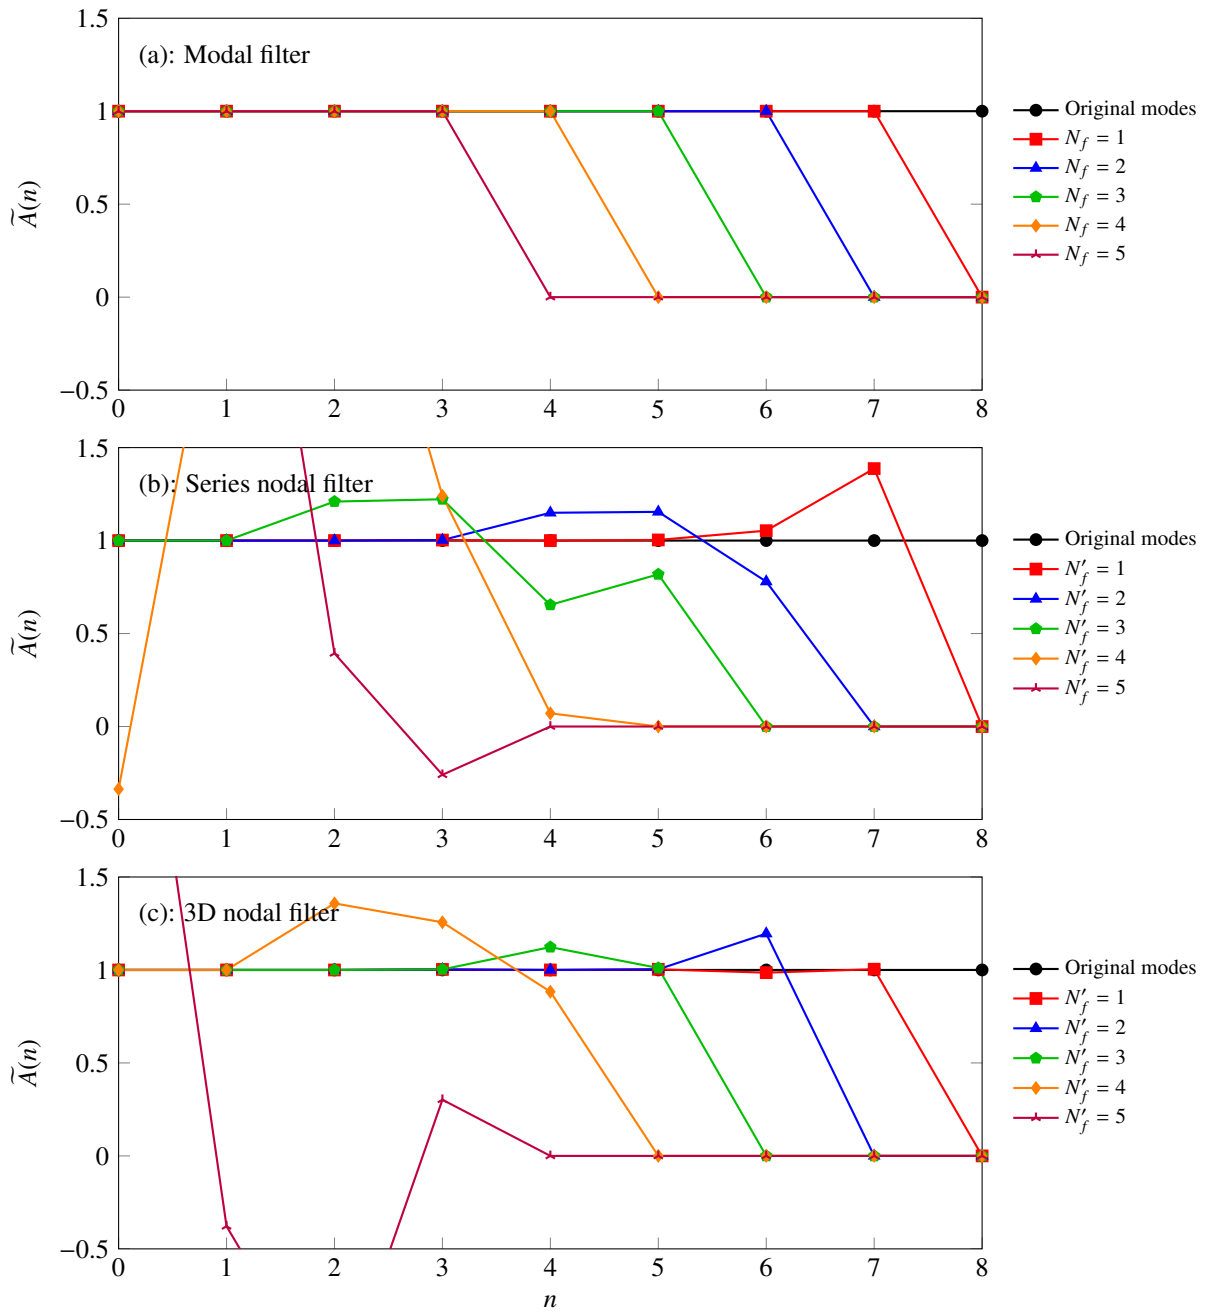 1.5
(a): Modal filter
1
0.5
0
−0.5
Ã(n)
0 1 2 3 4 5 6 7 8
Original modes
N_f = 1
N_f = 2
N_f = 3
N_f = 4
N_f = 5
1.5
(b): Series nodal filter
1
0.5
0
−0.5
Ã(n)
0 1 2 3 4 5 6 7 8
Original modes
N′_f = 1
N′_f = 2
N′_f = 3
N′_f = 4
N′_f = 5
1.5
(c): 3D nodal filter
1
0.5
0
−0.5
Ã(n)
0 1 2 3 4 5 6 7 8
n
Original modes
N′_f = 1
N′_f = 2
N′_f = 3
N′_f = 4
N′_f = 5